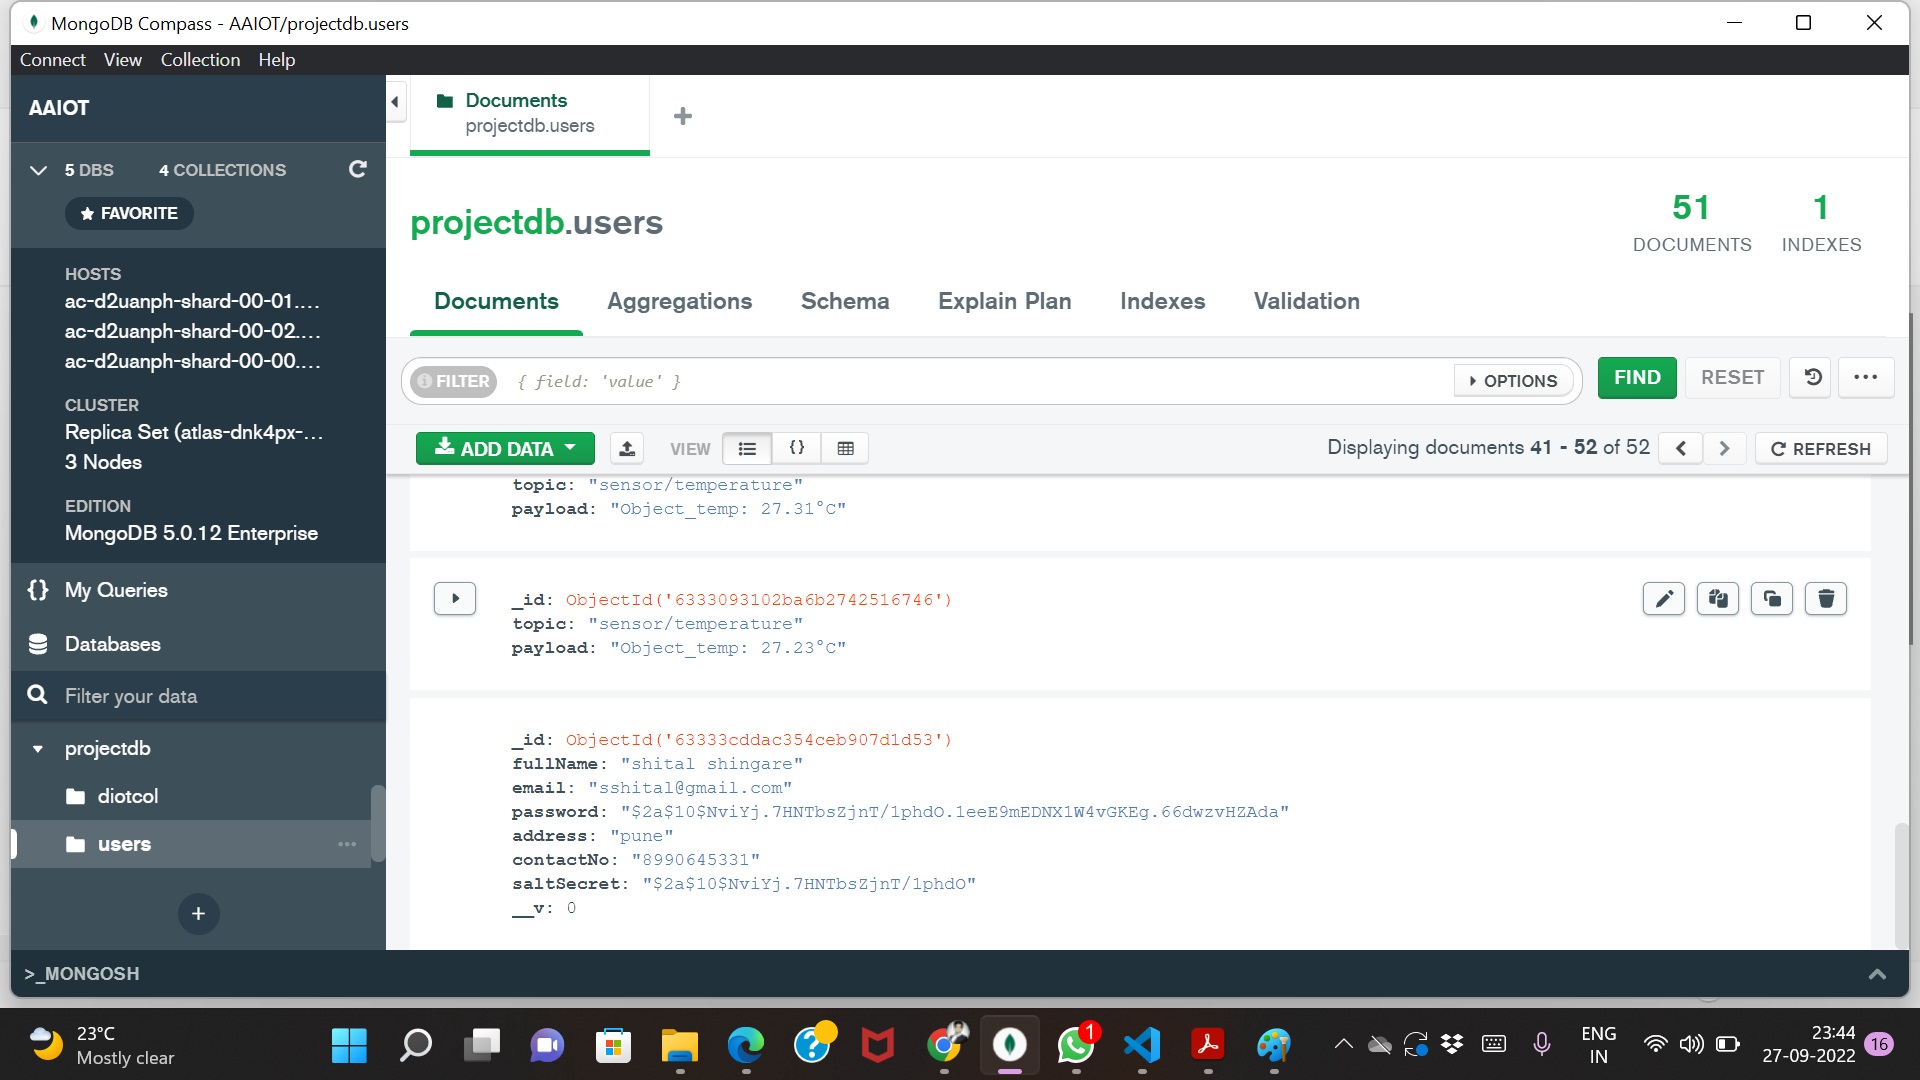 MongoDB Compass - AAIOT/projectdb.users
Connect View Collection Help
AAIOT
5 DBS 4 COLLECTIONS
FAVORITE
HOSTS
ac-d2uanph-shard-00-01....
ac-d2uanph-shard-00-02....
ac-d2uanph-shard-00-00....
CLUSTER
Replica Set (atlas-dnk4px-...
3 Nodes
EDITION
MongoDB 5.0.12 Enterprise
{} My Queries
Databases
Filter your data
projectdb
diotcol
users ...
+
Documents
projectdb.users
+
projectdb.users
51
DOCUMENTS
1
INDEXES
Documents Aggregations Schema Explain Plan Indexes Validation
FILTER { field: 'value' } OPTIONS FIND RESET ...
ADD DATA VIEW {} Displaying documents 41 - 52 of 52 REFRESH
topic: "sensor/temperature"
payload: "Object_temp: 27.31°C"
_id: ObjectId('6333093102ba6b2742516746')
topic: "sensor/temperature"
payload: "Object_temp: 27.23°C"
_id: ObjectId('63333cddac354ceb907d1d53')
fullName: "shital shingare"
email: "sshital@gmail.com"
password: "$2a$10$NviYj.7HNTbsZjnT/1phdO.1eeE9mEDNX1W4vGKEg.66dwzvHZAda"
address: "pune"
contactNo: "8990645331"
saltSecret: "$2a$10$NviYj.7HNTbsZjnT/1phdO"
__v: 0
>_MONGOSH
23°C
Mostly clear
1
ENG
IN
23:44
27-09-2022
16